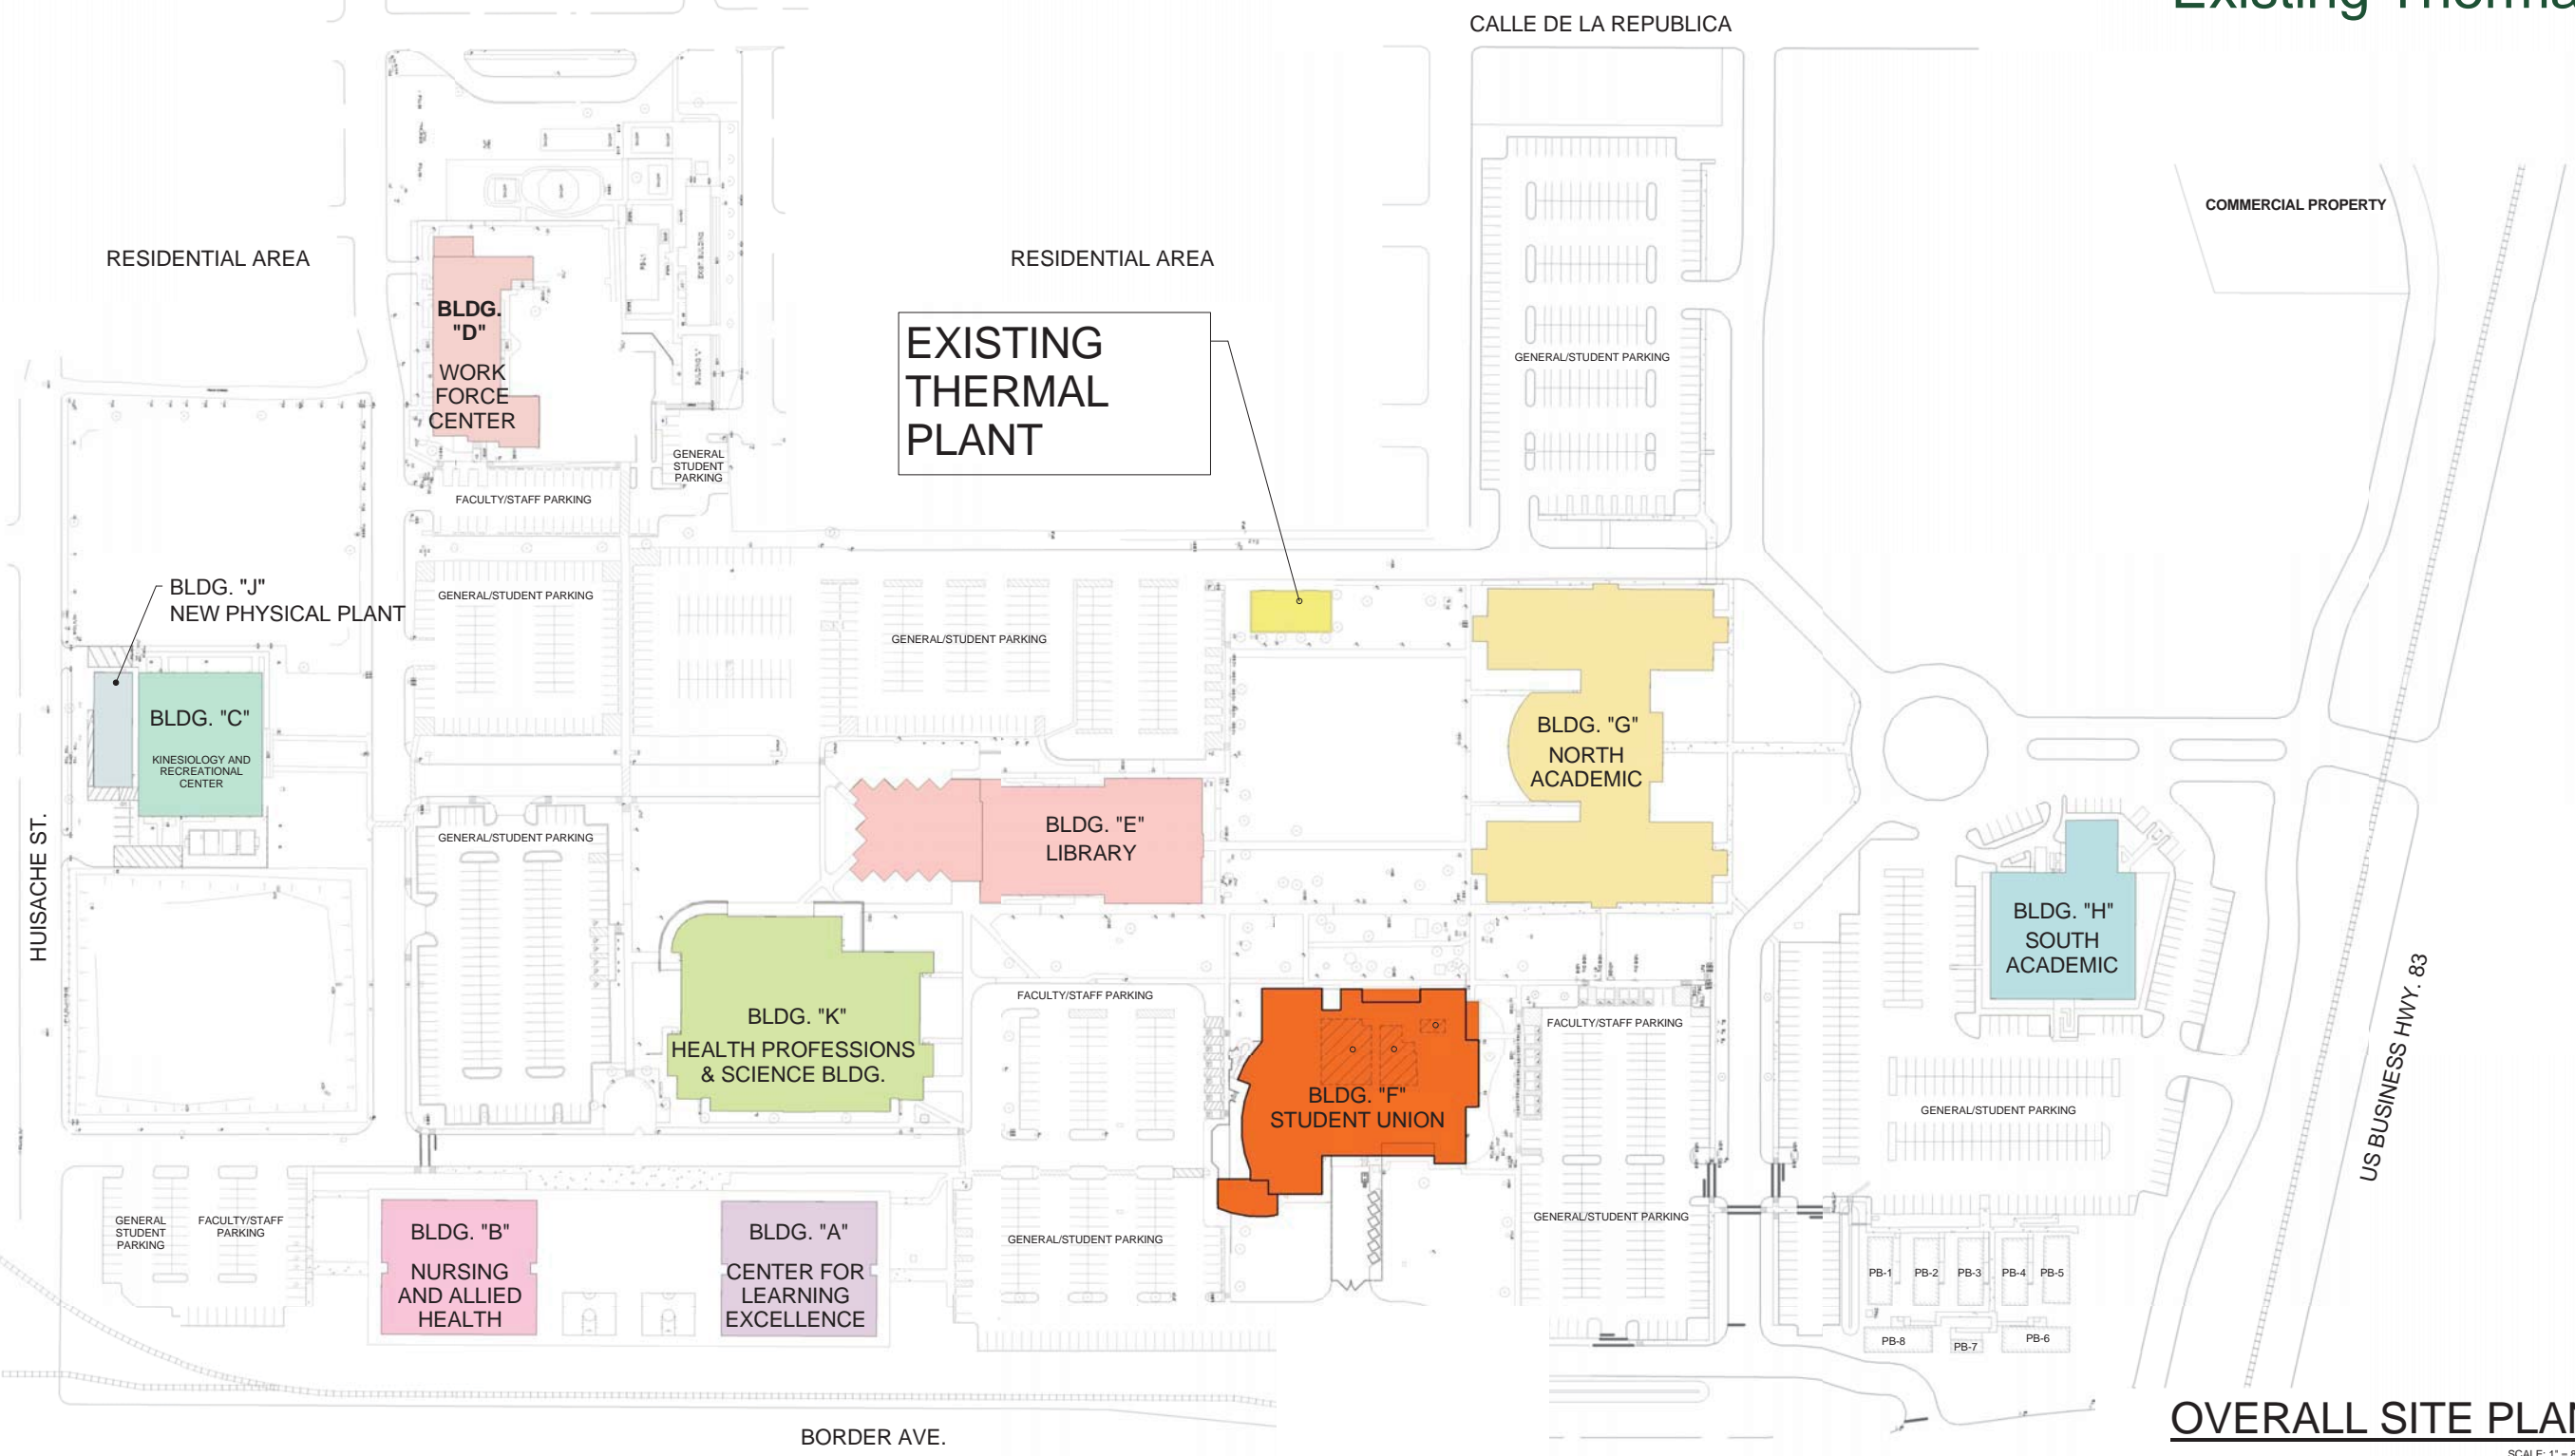 Existing Therma
CALLE DE LA REPUBLICA
COMMERCIAL PROPERTY
RESIDENTIAL AREA
RESIDENTIAL AREA
BLDG.
"D"
WORK
FORCE
CENTER
EXIST. BUILDING
EXISTING
THERMAL
PLANT
GENERAL/STUDENT PARKING
GENERAL
STUDENT
PARKING
FACULTY/STAFF PARKING
BLDG. "J"
NEW PHYSICAL PLANT
GENERAL/STUDENT PARKING
GENERAL/STUDENT PARKING
BLDG. "C"
KINESIOLOGY AND
RECREATIONAL
CENTER
BLDG. "G"
NORTH
ACADEMIC
HUISACHE ST.
GENERAL/STUDENT PARKING
BLDG. "E"
LIBRARY
BLDG. "H"
SOUTH
ACADEMIC
US BUSINESS HWY. 83
BLDG. "K"
HEALTH PROFESSIONS
& SCIENCE BLDG.
FACULTY/STAFF PARKING
FACULTY/STAFF PARKING
BLDG. "F"
STUDENT UNION
GENERAL/STUDENT PARKING
GENERAL
STUDENT
PARKING
FACULTY/STAFF
PARKING
BLDG. "B"
NURSING
AND ALLIED
HEALTH
BLDG. "A"
CENTER FOR
LEARNING
EXCELLENCE
GENERAL/STUDENT PARKING
GENERAL/STUDENT PARKING
PB-1
PB-2
PB-3
PB-4
PB-5
PB-8
PB-7
PB-6
BORDER AVE.
OVERALL SITE PLAN
SCALE: 1" =